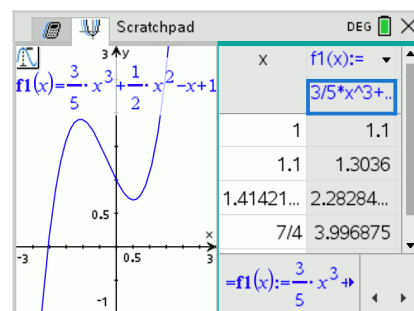 Scratchpad DEG
3 y
f1(x)=3/5·x^3+1/2·x^2−x+1
0.5
x
-3 0.5 3
-1
x f1(x):=
3/5*x^3+..
1 1.1
1.1 1.3036
1.41421... 2.28284...
7/4 3.996875
=f1(x):=3/5·x^3+